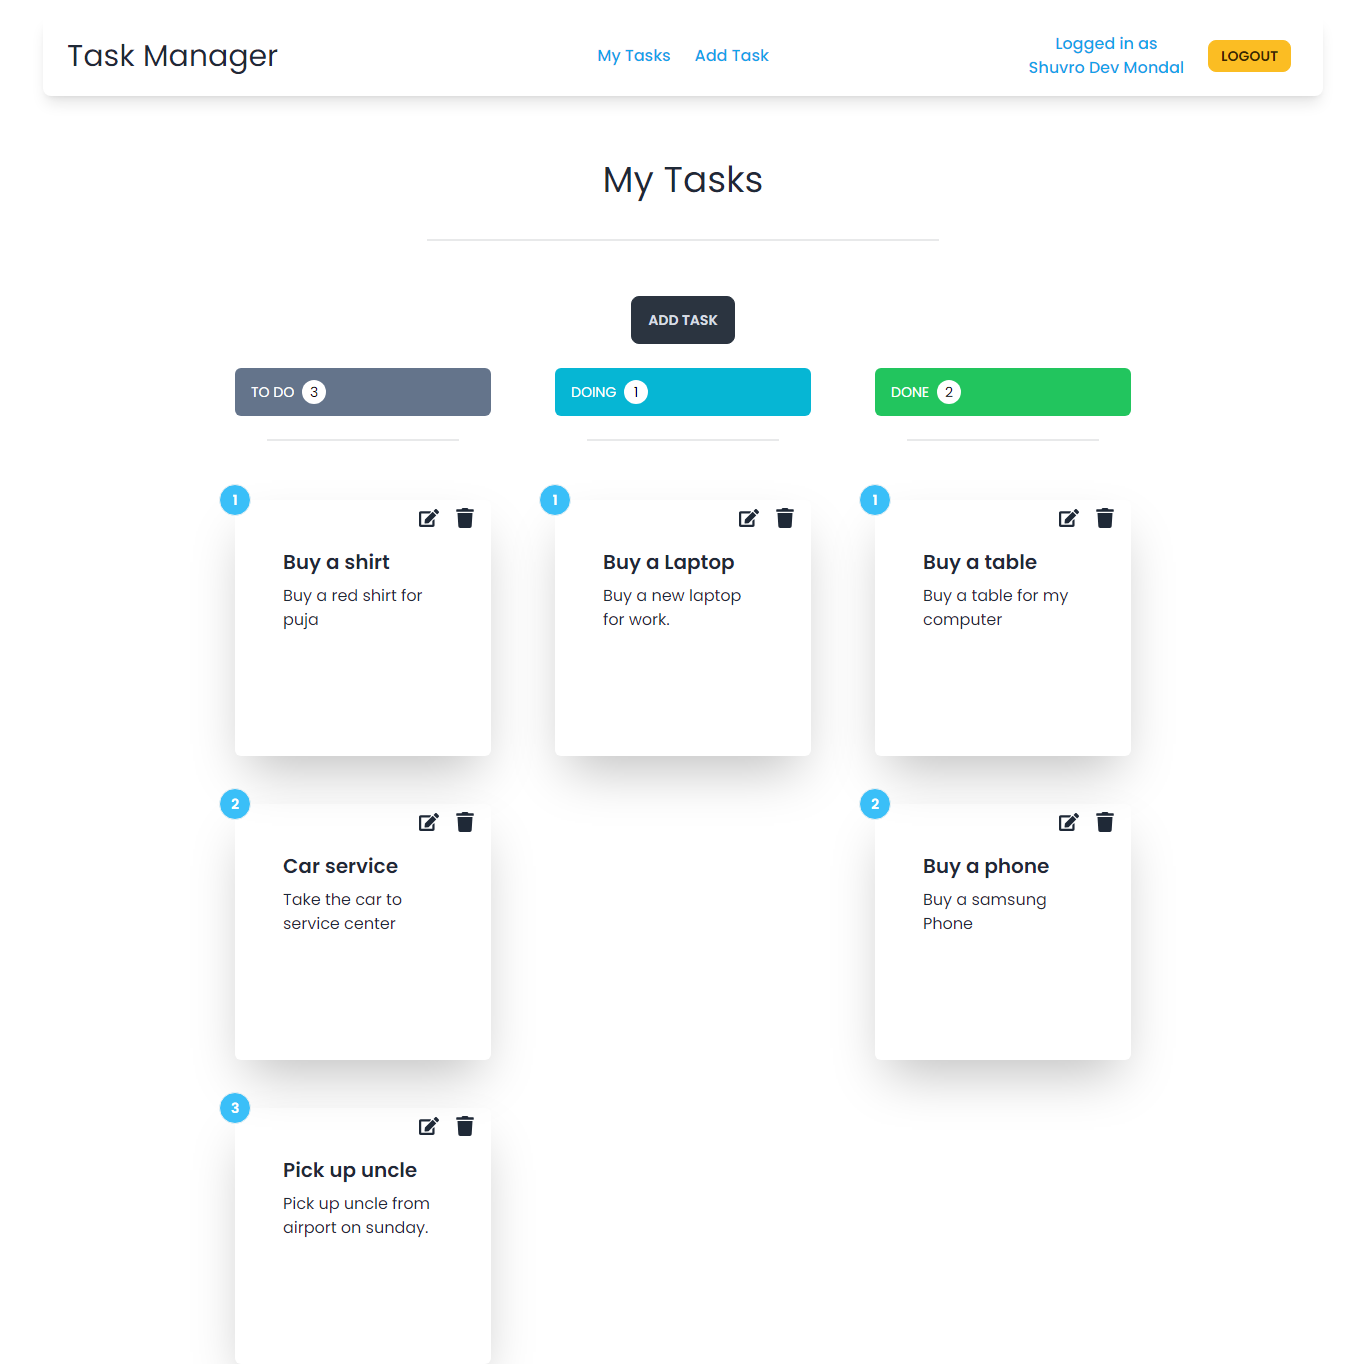 Task Manager
My Tasks
Add Task
Logged in as
Shuvro Dev Mondal
LOGOUT
My Tasks
ADD TASK
TO DO 3
DOING 1
DONE 2
1
Buy a shirt
Buy a red shirt for
puja
1
Buy a Laptop
Buy a new laptop
for work.
1
Buy a table
Buy a table for my
computer
2
Car service
Take the car to
service center
2
Buy a phone
Buy a samsung
Phone
3
Pick up uncle
Pick up uncle from
airport on sunday.